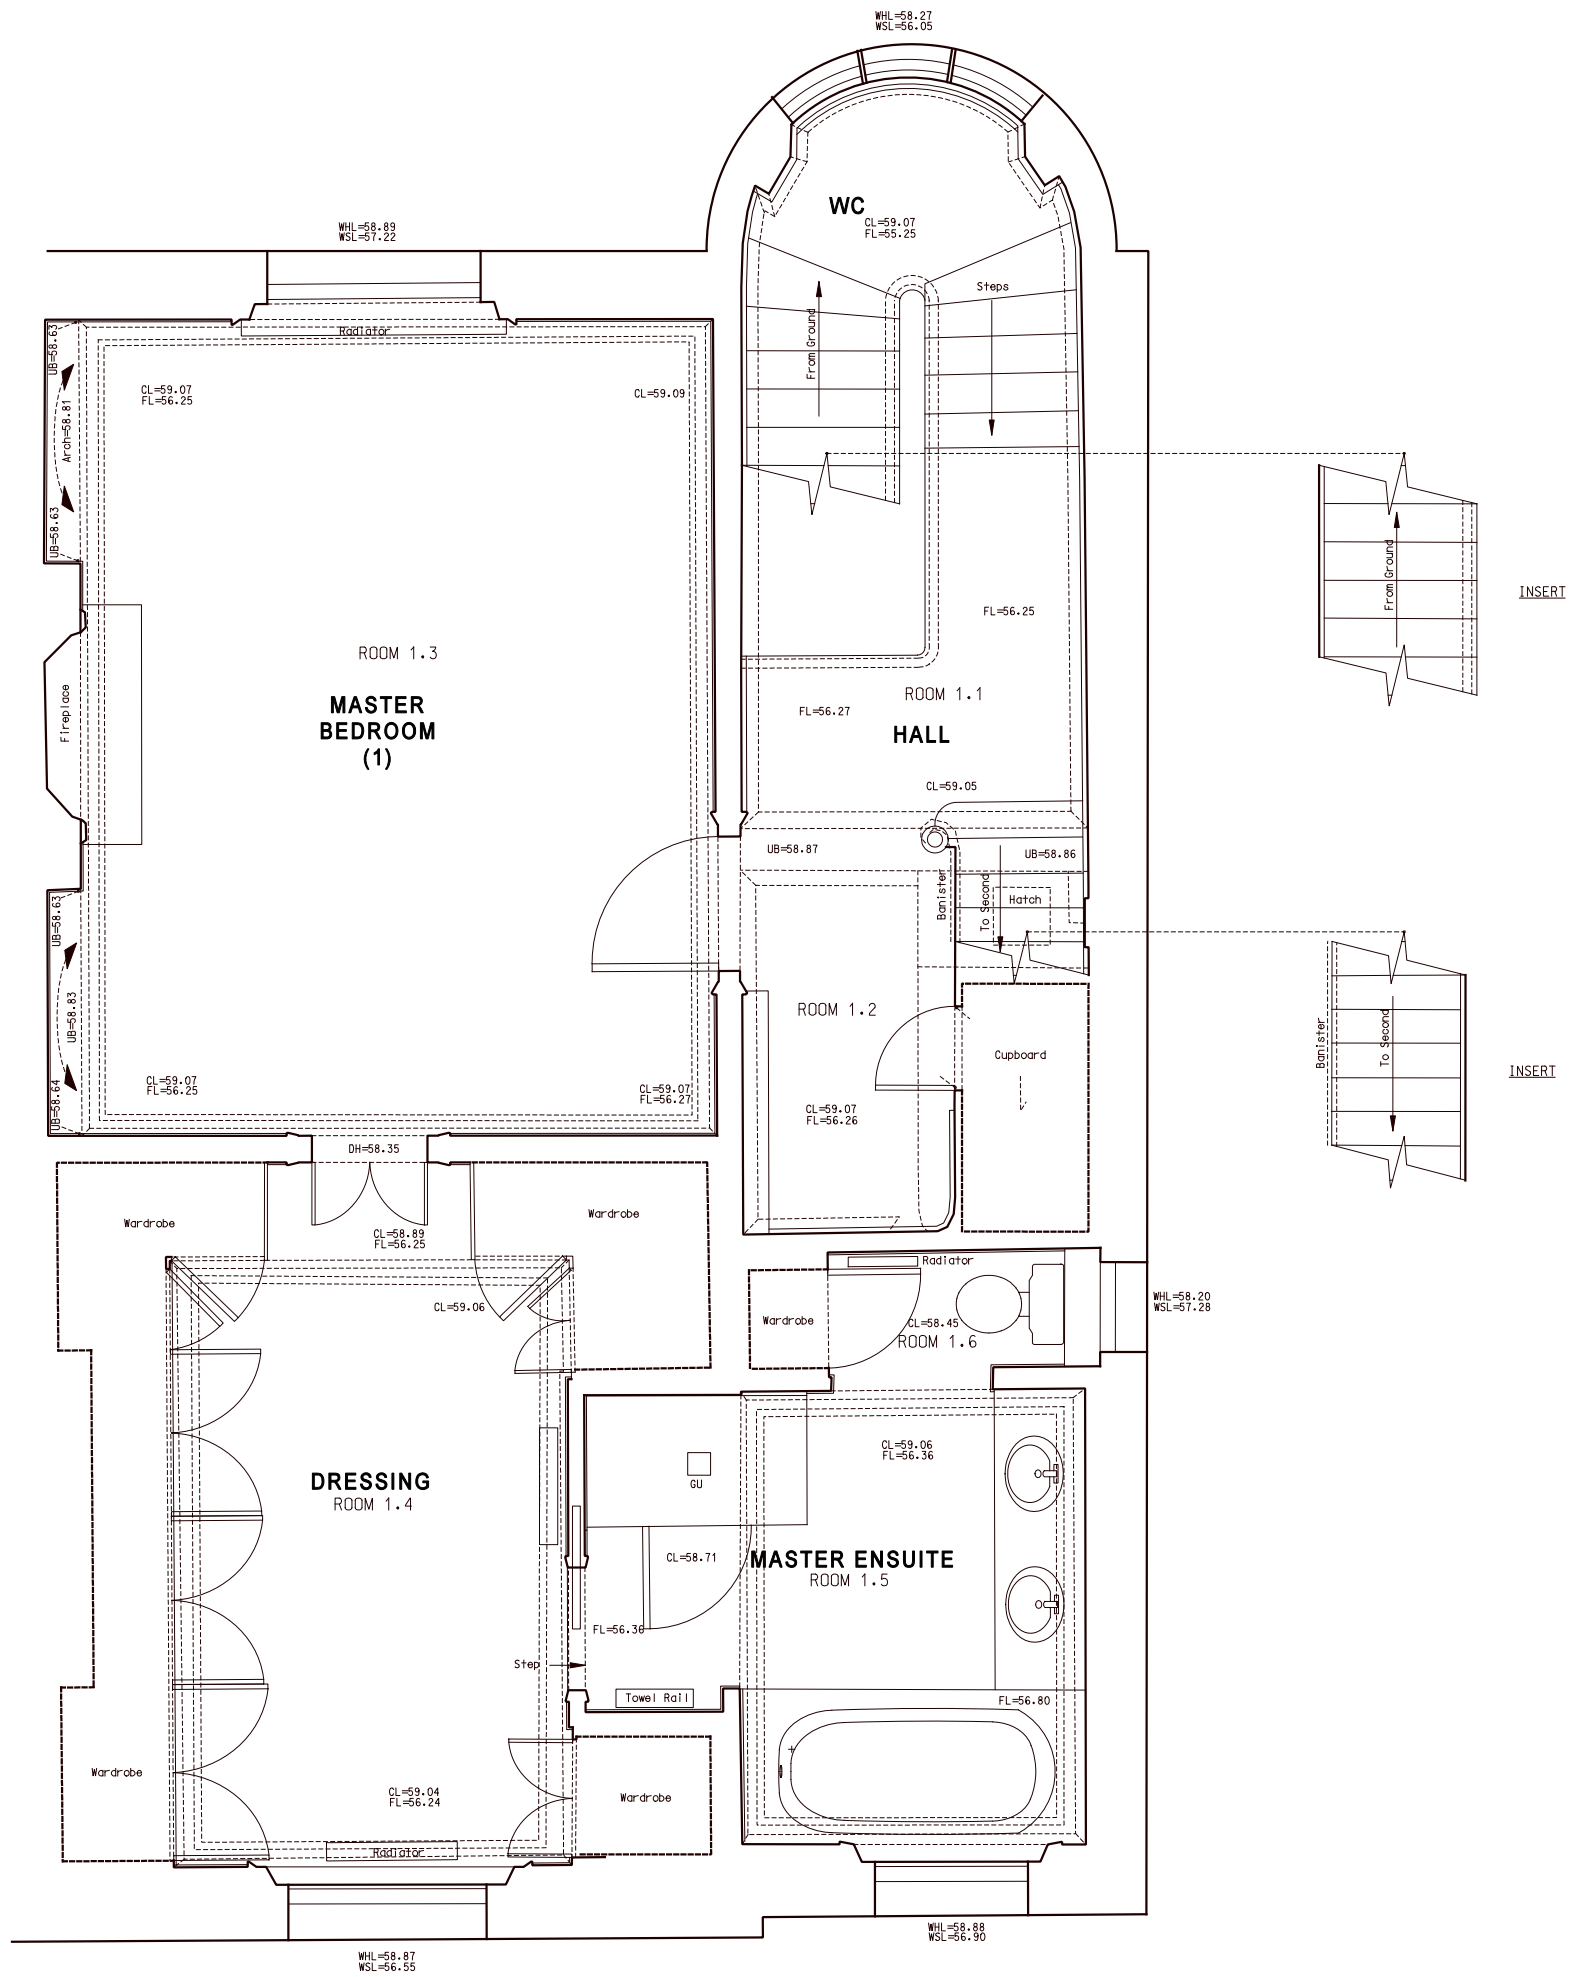 WHL=58.27
WSL=56.05
WC
CL=59.07
FL=55.25
WHL=58.89
WSL=57.22
Steps
From Ground
Radiator
UB=58.63
CL=59.07
FL=56.25
CL=59.09
Arch=58.81
UB=58.63
From Ground
INSERT
FL=56.25
ROOM 1.3
MASTER
BEDROOM
(1)
Fireplace
ROOM 1.1
FL=56.27
HALL
CL=59.05
UB=58.87
UB=58.86
Banister
To Second
Hatch
UB=58.63
UB=58.83
UB=58.64
ROOM 1.2
Cupboard
Banister
To Second
INSERT
CL=59.07
FL=56.25
CL=59.07
FL=56.27
CL=59.07
FL=56.26
DH=58.35
Wardrobe
Wardrobe
CL=58.89
FL=56.25
Radiator
CL=59.06
Wardrobe
CL=58.45
ROOM 1.6
WHL=58.20
WSL=57.28
CL=59.06
FL=56.36
DRESSING
ROOM 1.4
GU
CL=58.71
MASTER ENSUITE
ROOM 1.5
FL=56.36
Step
Towel Rail
FL=56.80
Wardrobe
CL=59.04
FL=56.24
Wardrobe
Radiator
WHL=58.88
WSL=56.90
WHL=58.87
WSL=56.55